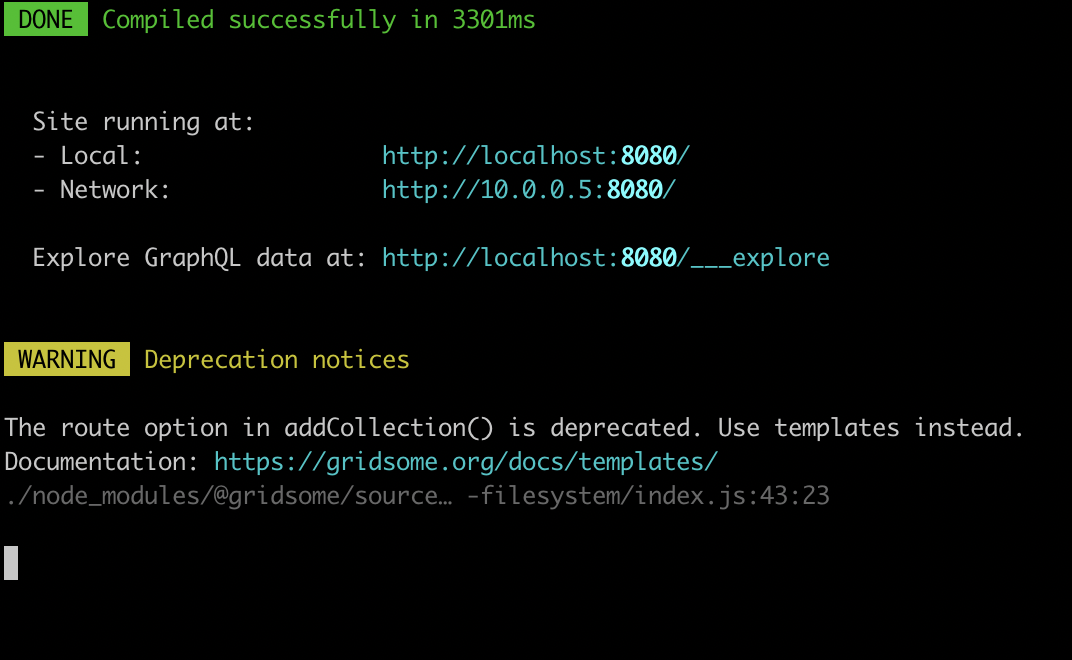 DONE Compiled successfully in 3301ms
Site running at:
- Local: http://localhost:8080/
- Network: http://10.0.0.5:8080/
Explore GraphQL data at: http://localhost:8080/___explore
WARNING Deprecation notices
The route option in addCollection() is deprecated. Use templates instead.
Documentation: https://gridsome.org/docs/templates/
./node_modules/@gridsome/source… -filesystem/index.js:43:23